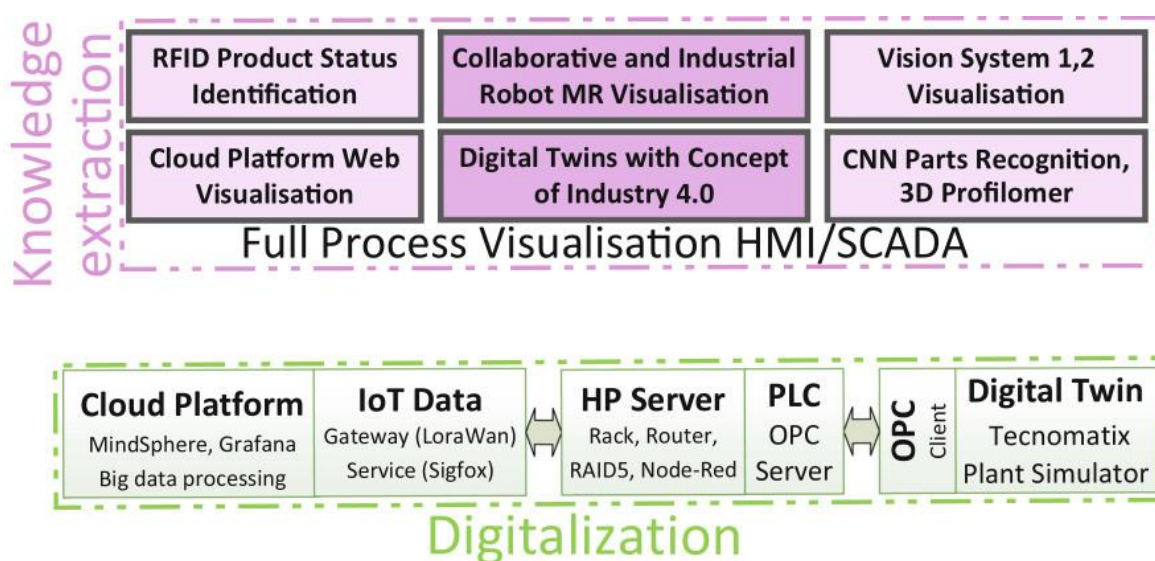 Knowledge
extraction
RFID Product Status
Identification
Collaborative and Industrial
Robot MR Visualisation
Vision System 1,2
Visualisation
Cloud Platform Web
Visualisation
Digital Twins with Concept
of Industry 4.0
CNN Parts Recognition,
3D Profilomer
Full Process Visualisation HMI/SCADA
Cloud Platform
MindSphere, Grafana
Big data processing
IoT Data
Gateway (LoraWan)
Service (Sigfox)
HP Server
Rack, Router,
RAID5, Node-Red
PLC
OPC
Server
OPC
Client
Digital Twin
Tecnomatix
Plant Simulator
Digitalization